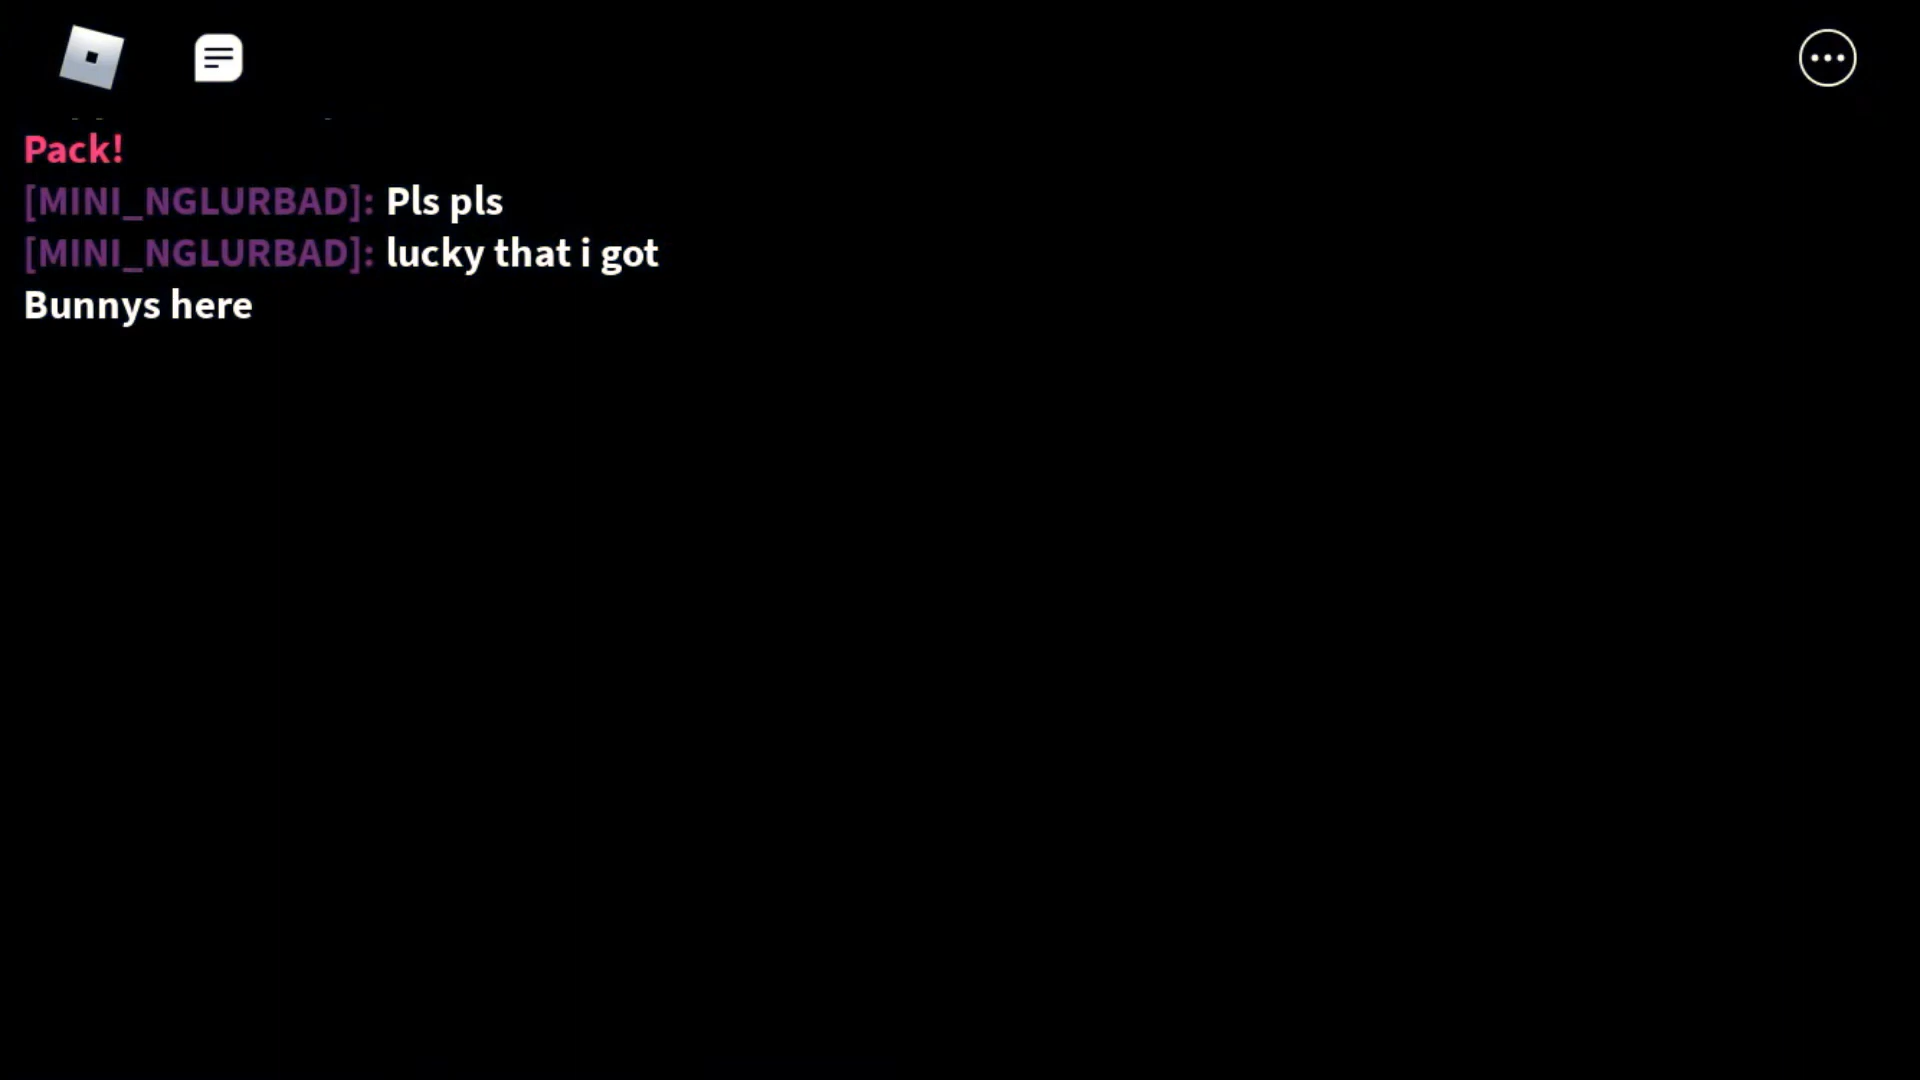 Pack!
[MINI_NGLURBAD]: Pls pls
[MINI_NGLURBAD]: lucky that i got
Bunnys here